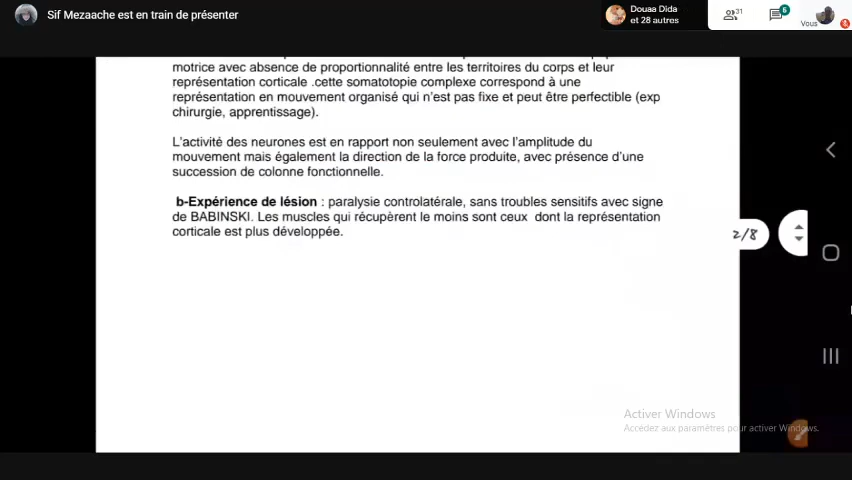 Sif Mezaache est en train de présenter
Douaa Dida
et 28 autres
31
6
Vous
motrice avec absence de proportionnalité entre les territoires du corps et leur
représentation corticale .cette somatotopie complexe correspond à une
représentation en mouvement organisé qui n'est pas fixe et peut être perfectible (exp
chirurgie, apprentissage).
L'activité des neurones est en rapport non seulement avec l'amplitude du
mouvement mais également la direction de la force produite, avec présence d'une
succession de colonne fonctionnelle.
b-Expérience de lésion : paralysie controlatérale, sans troubles sensitifs avec signe
de BABINSKI. Les muscles qui récupèrent le moins sont ceux dont la représentation
corticale est plus développée.
2/8
Activer Windows
Accédez aux paramètres pour activer Windows.